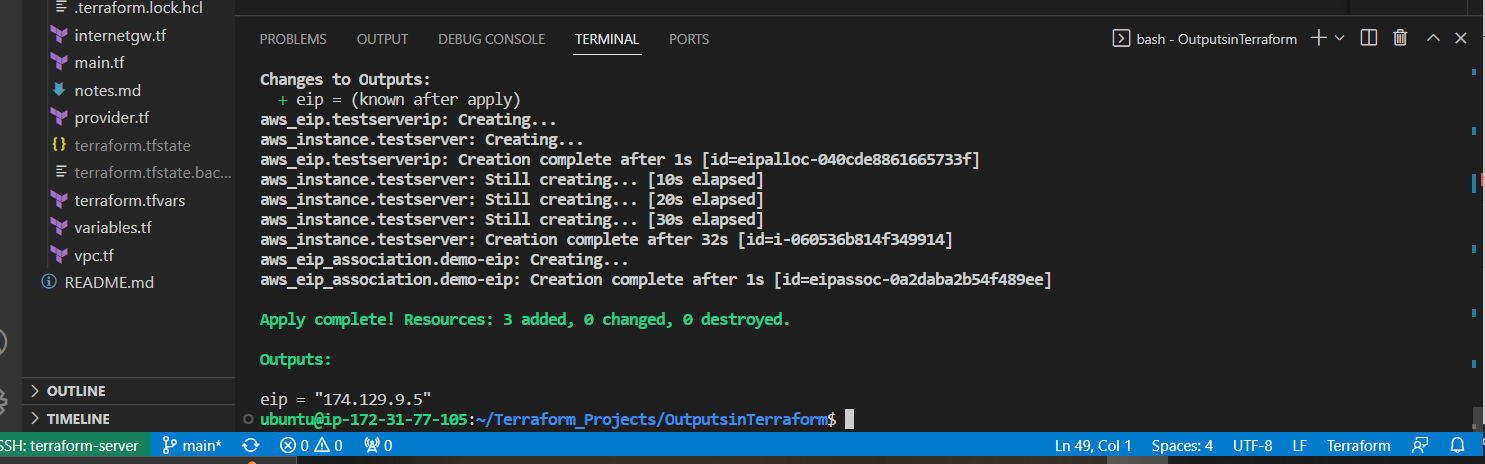 .terraform.lock.hcl
internetgw.tf
main.tf
notes.md
provider.tf
terraform.tfstate
terraform.tfstate.bac...
terraform.tfvars
variables.tf
vpc.tf
README.md
OUTLINE
TIMELINE
PROBLEMS OUTPUT DEBUG CONSOLE TERMINAL PORTS bash - OutputsinTerraform
Changes to Outputs:
+ eip = (known after apply)
aws_eip.testserverip: Creating...
aws_instance.testserver: Creating...
aws_eip.testserverip: Creation complete after 1s [id=eipalloc-040cde8861665733f]
aws_instance.testserver: Still creating... [10s elapsed]
aws_instance.testserver: Still creating... [20s elapsed]
aws_instance.testserver: Still creating... [30s elapsed]
aws_instance.testserver: Creation complete after 32s [id=i-060536b814f349914]
aws_eip_association.demo-eip: Creating...
aws_eip_association.demo-eip: Creation complete after 1s [id=eipassoc-0a2daba2b54f489ee]
Apply complete! Resources: 3 added, 0 changed, 0 destroyed.
Outputs:
eip = "174.129.9.5"
ubuntu@ip-172-31-77-105:~/Terraform_Projects/OutputsinTerraform$
SSH: terraform-server main* 0 0 0 Ln 49, Col 1 Spaces: 4 UTF-8 LF Terraform